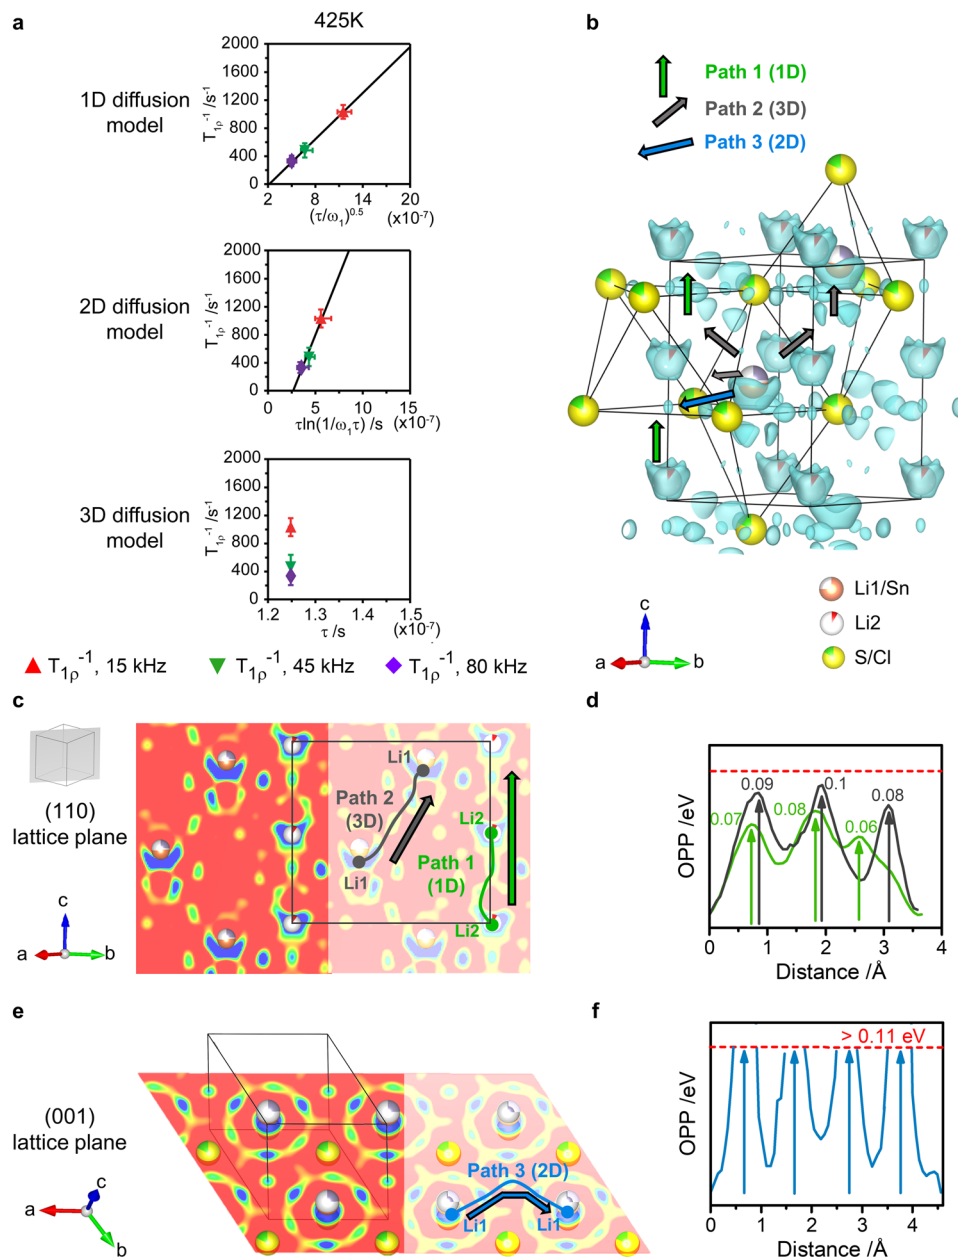 a
425K
1D diffusion
model
T1ρ-1 /s-1
2000
1600
1200
800
400
0
2 8 14 20
(τ/ω1)0.5 (x10-7)
2D diffusion
model
T1ρ-1 /s-1
2000
1600
1200
800
400
0
0 5 10 15
τln(1/ω1τ) /s (x10-7)
3D diffusion
model
T1ρ-1 /s-1
2000
1600
1200
800
400
0
1.2 1.3 1.4 1.5
τ /s (x10-7)
T1ρ-1, 15 kHz T1ρ-1, 45 kHz T1ρ-1, 80 kHz
b
Path 1 (1D)
Path 2 (3D)
Path 3 (2D)
c
a b
Li1/Sn
Li2
S/Cl
c
(110)
lattice plane
c
a b
Li1
Path 2
(3D)
Li1
Li2
Path 1
(1D)
Li2
d
OPP /eV
0.09 0.1 0.08
0.07 0.08 0.06
0 1 2 3 4
Distance /Å
e
(001)
lattice plane
c
a
b
Path 3 (2D)
Li1 Li1
f
> 0.11 eV
OPP /eV
0 1 2 3 4
Distance /Å